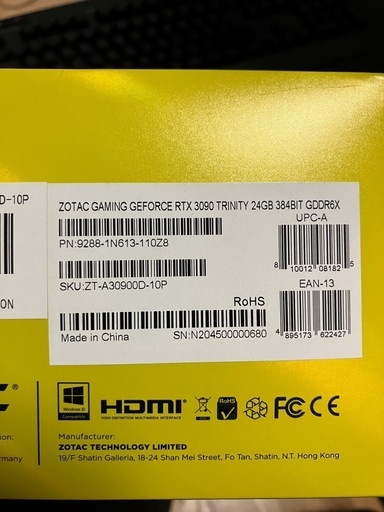 D-10P
ZOTAC GAMING GEFORCE RTX 3090 TRINITY 24GB 384BIT GDDR6X
UPC-A
PN:9288-1N613-110Z8
8 10012 08182 5
SKU:ZT-A30900D-10P
EAN-13
RoHS
ON
Made in China
SN:N204500000680
4 895173 622427
Windows 10
Compatible
HDMI
HIGH-DEFINITION MULTIMEDIA INTERFACE
RoHS
FC CE
ion:
Manufacturer:
ZOTAC TECHNOLOGY LIMITED
ermany
19/F Shatin Galleria, 18-24 Shan Mei Street, Fo Tan, Shatin, N.T. Hong Kong